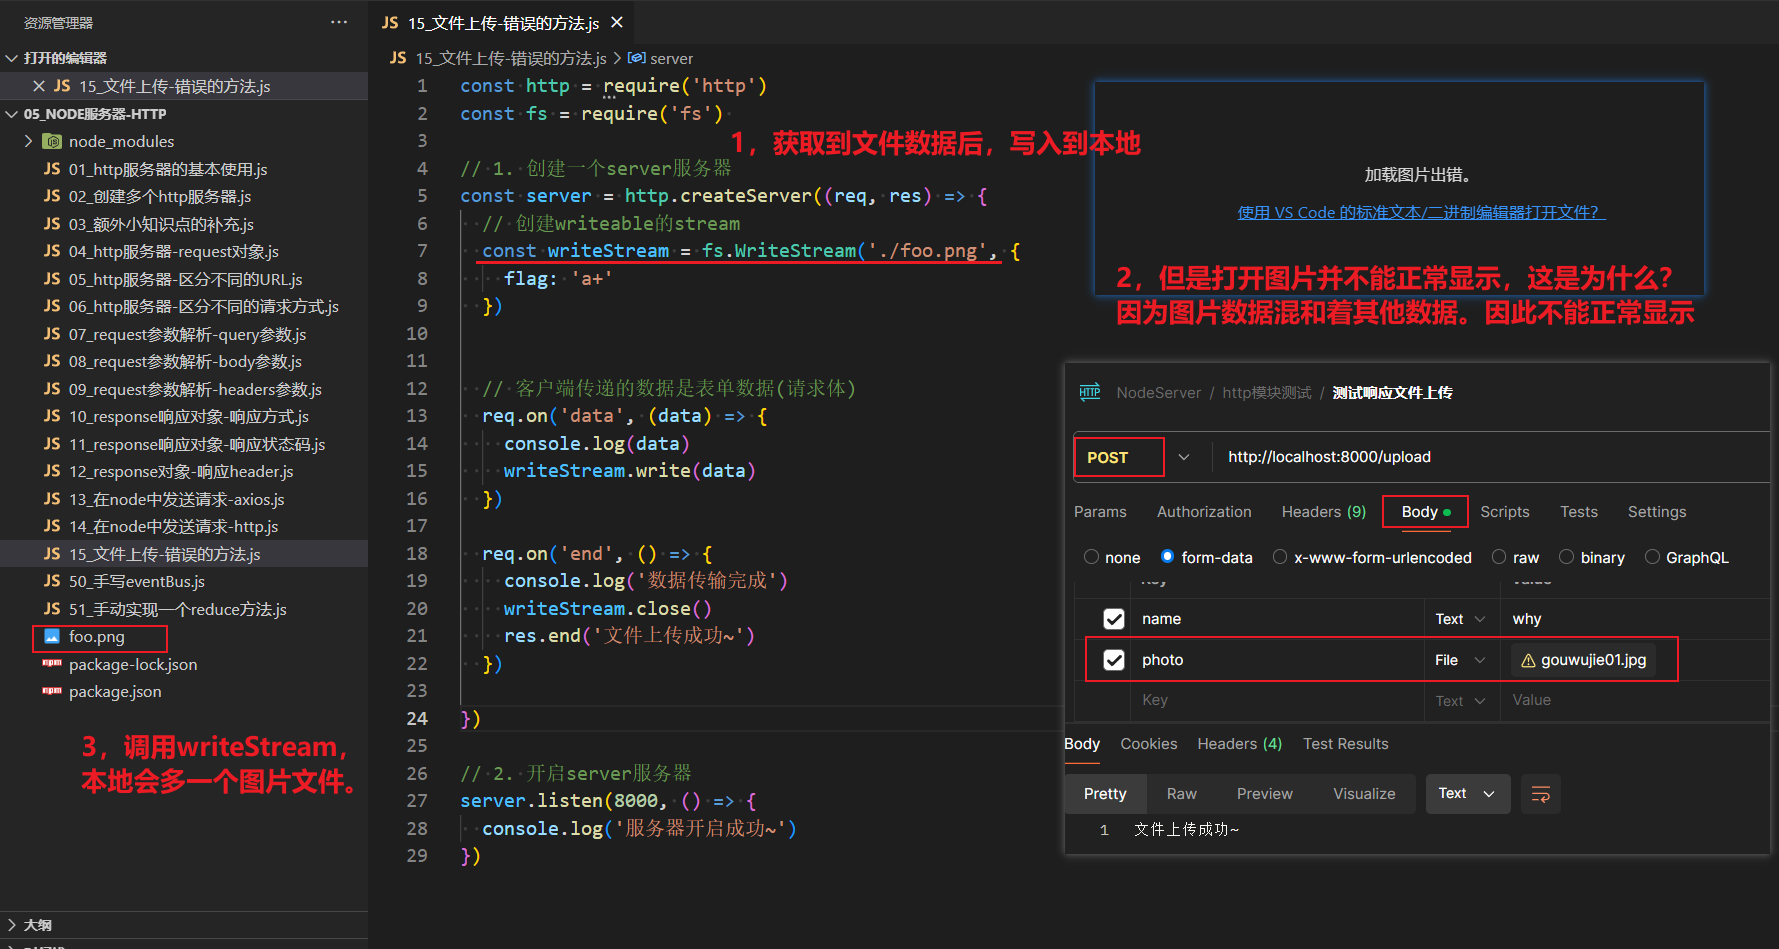 资源管理器
打开的编辑器
JS 15_文件上传-错误的方法.js
05_NODE服务器-HTTP
node_modules
JS 01_http服务器的基本使用.js
JS 02_创建多个http服务器.js
JS 03_额外小知识点的补充.js
JS 04_http服务器-request对象.js
JS 05_http服务器-区分不同的URL.js
JS 06_http服务器-区分不同的请求方式.js
JS 07_request参数解析-query参数.js
JS 08_request参数解析-body参数.js
JS 09_request参数解析-headers参数.js
JS 10_response响应对象-响应方式.js
JS 11_response响应对象-响应状态码.js
JS 12_response对象-响应header.js
JS 13_在node中发送请求-axios.js
JS 14_在node中发送请求-http.js
JS 15_文件上传-错误的方法.js
JS 50_手写eventBus.js
JS 51_手动实现一个reduce方法.js
foo.png
npm package-lock.json
npm package.json
3，调用writeStream，
本地会多一个图片文件。
大纲
JS 15_文件上传-错误的方法.js
JS 15_文件上传-错误的方法.js > server
1 const http = require('http')
2 const fs = require('fs')
3
1，获取到文件数据后，写入到本地
4 // 1. 创建一个server服务器
5 const server = http.createServer((req, res) => {
6 // 创建writeable的stream
7 const writeStream = fs.WriteStream('./foo.png', {
8 flag: 'a+'
9 })
10
11
12 // 客户端传递的数据是表单数据(请求体)
13 req.on('data', (data) => {
14 console.log(data)
15 writeStream.write(data)
16 })
17
18 req.on('end', () => {
19 console.log('数据传输完成')
20 writeStream.close()
21 res.end('文件上传成功~')
22 })
23
24 })
25
26 // 2. 开启server服务器
27 server.listen(8000, () => {
28 console.log('服务器开启成功~')
29 })
加载图片出错。
使用 VS Code 的标准文本/二进制编辑器打开文件?
2，但是打开图片并不能正常显示，这是为什么？
因为图片数据混和着其他数据。因此不能正常显示
HTTP NodeServer / http模块测试 / 测试响应文件上传
POST http://localhost:8000/upload
Params Authorization Headers (9) Body Scripts Tests Settings
none form-data x-www-form-urlencoded raw binary GraphQL
Key Value
name Text why
photo File gouwujie01.jpg
Key Text Value
Body Cookies Headers (4) Test Results
Pretty Raw Preview Visualize Text
1 文件上传成功~